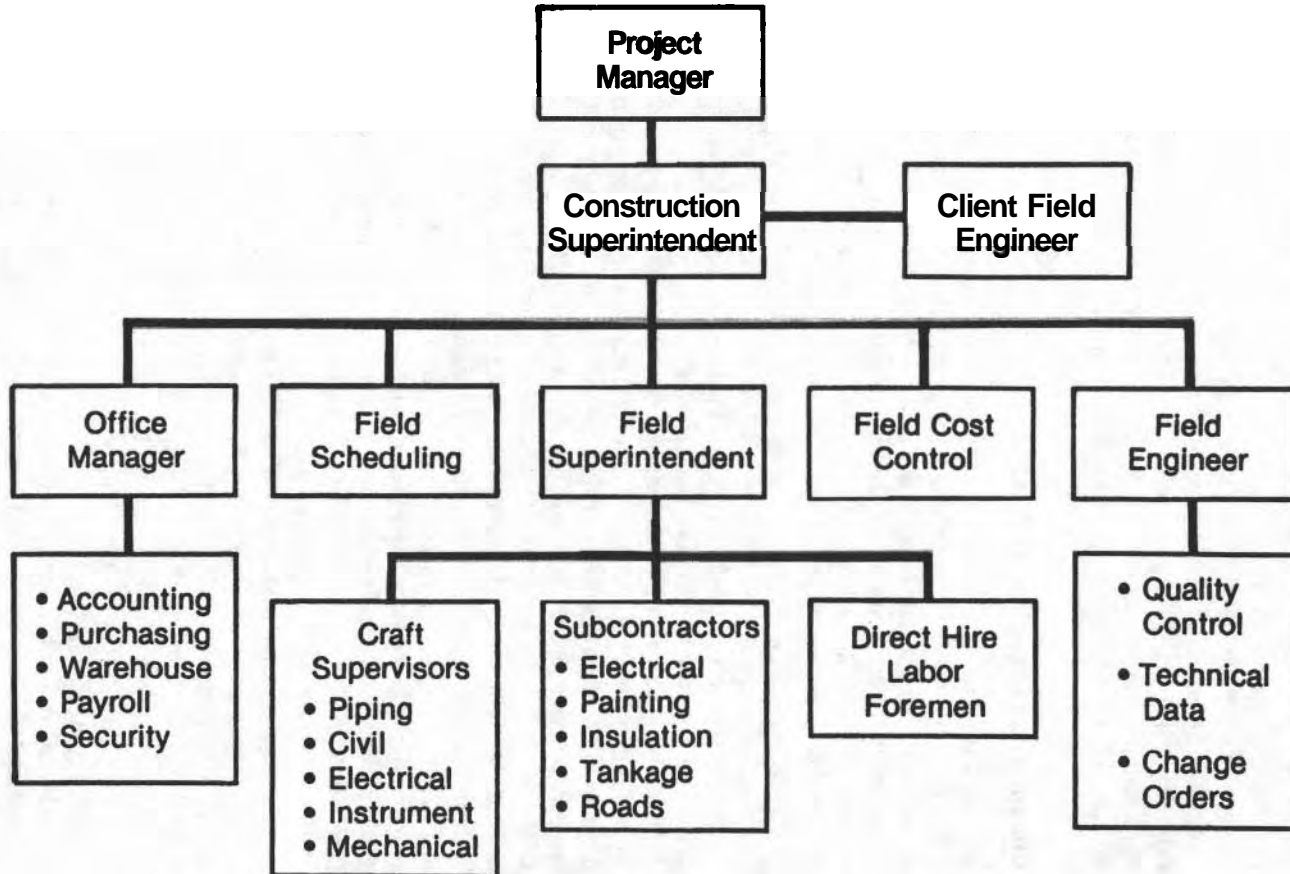 Project
Manager
Construction
Superintendent
Client Field
Engineer
Office
Manager
Field
Scheduling
Field
Superintendent
Field Cost
Control
Field
Engineer
• Accounting
• Purchasing
• Warehouse
• Payroll
• Security
Craft
Supervisors
• Piping
• Civil
• Electrical
• Instrument
• Mechanical
Subcontractors
• Electrical
• Painting
• Insulation
• Tankage
• Roads
Direct Hire
Labor
Foremen
• Quality
Control
• Technical
Data
• Change
Orders